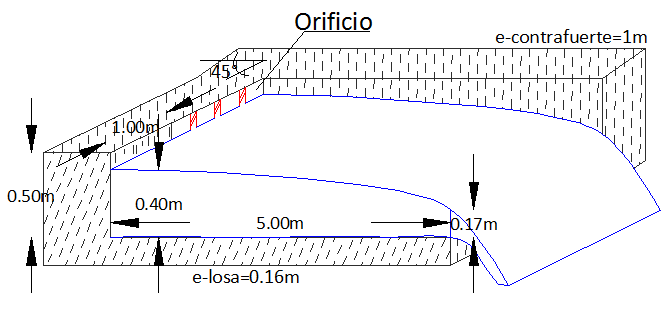 Orificio
e-contrafuerte=1m
45°
1.00m
0.50m
0.40m
5.00m
0.17m
e-losa=0.16m